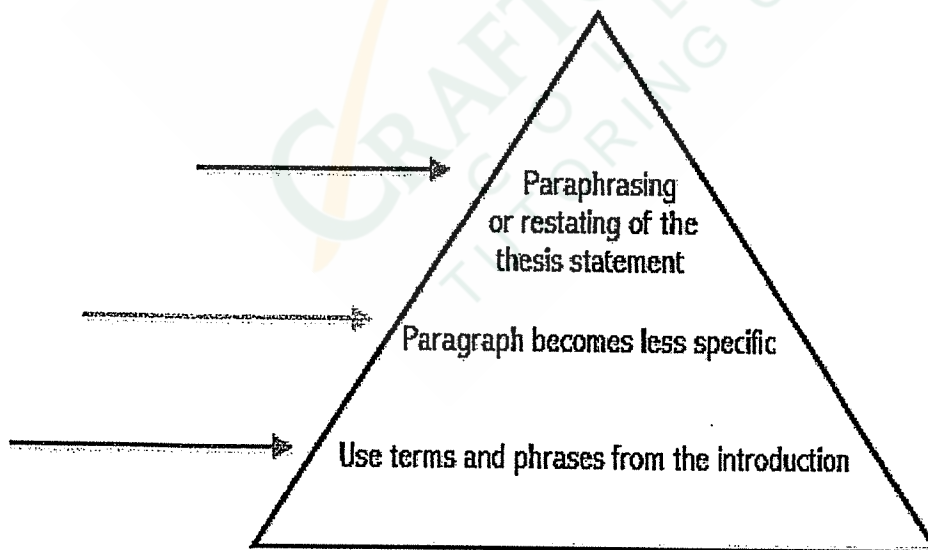 Paraphrasing
or restating of the
thesis statement
Paragraph becomes less specific
Use terms and phrases from the introduction